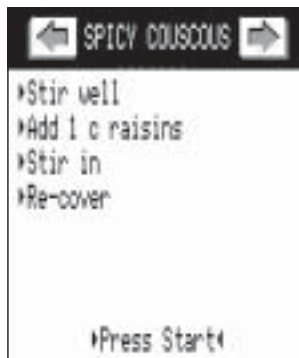 SPICY COUSCOUS
Stir well
Add 1 c raisins
Stir in
Re-cover
Press Start